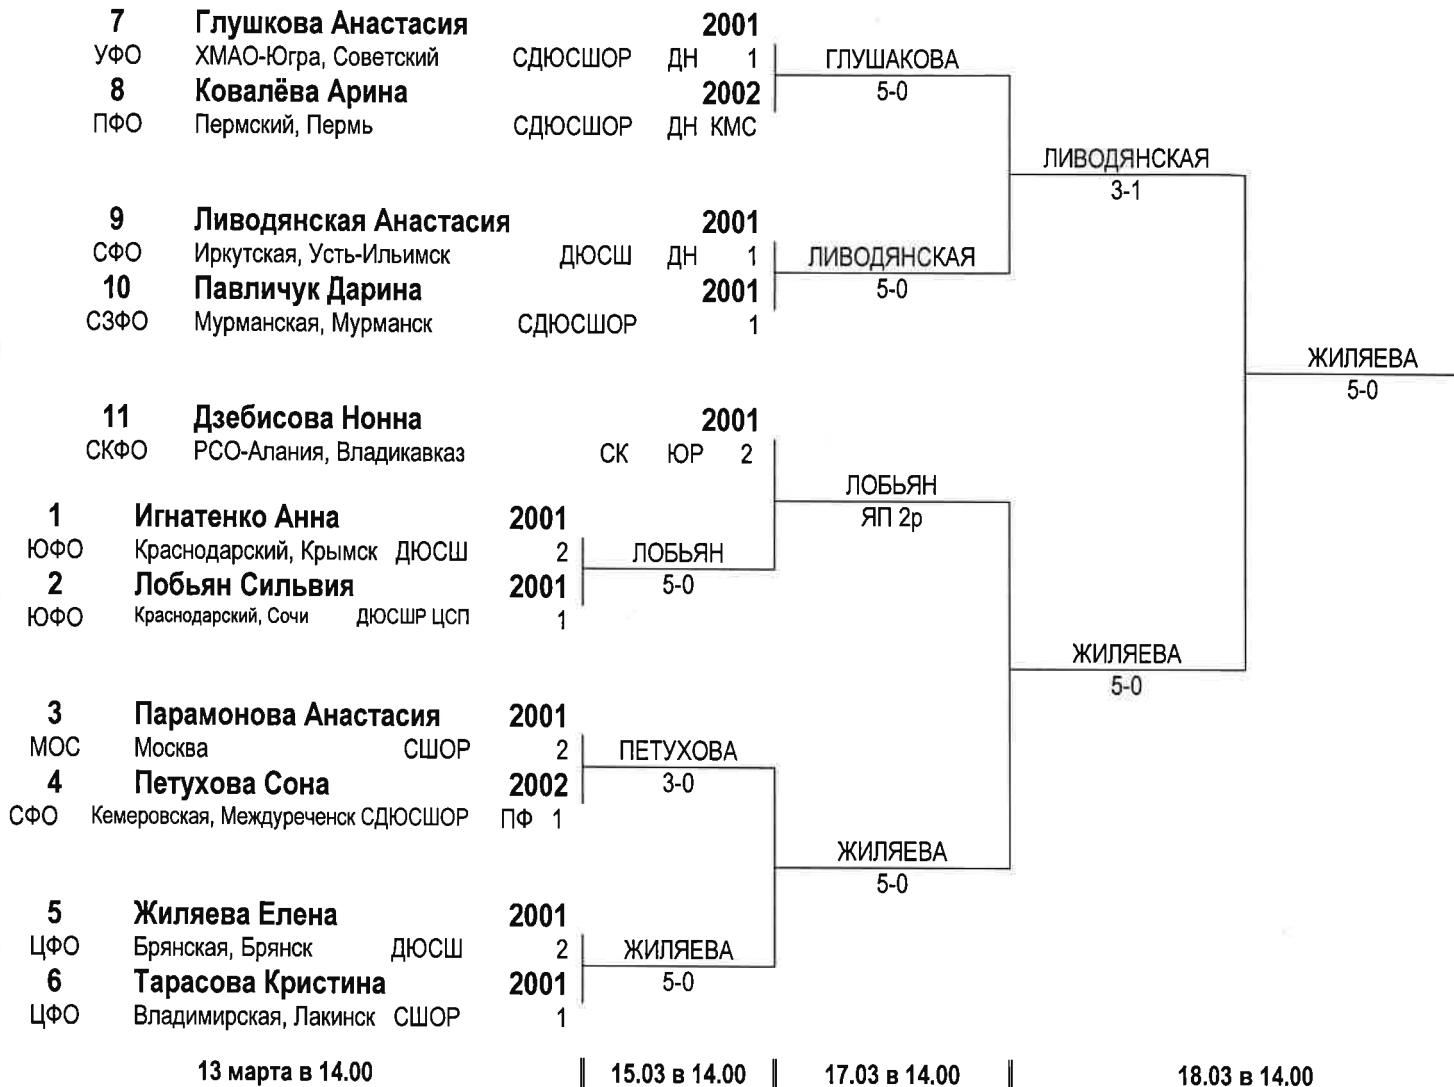 7 Глушкова Анастасия 2001
УФО ХМАО-Югра, Советский СДЮСШОР ДН 1
ГЛУШАКОВА
8 Ковалёва Арина 2002
5-0
ПФО Пермский, Пермь СДЮСШОР ДН КМС
ЛИВОДЯНСКАЯ
3-1
9 Ливодянская Анастасия 2001
СФО Иркутская, Усть-Илимск ДЮСШ ДН 1
ЛИВОДЯНСКАЯ
10 Павличук Дарина 2001
5-0
СЗФО Мурманская, Мурманск СДЮСШОР 1
ЖИЛЯЕВА
5-0
11 Дзебисова Нонна 2001
СКФО РСО-Алания, Владикавказ СК ЮР 2
ЛОБЬЯН
ЯП 2р
1 Игнатенко Анна 2001
ЮФО Краснодарский, Крымск ДЮСШ 2
ЛОБЬЯН
2 Лобьян Сильвия 2001
5-0
ЮФО Краснодарский, Сочи ДЮСШР ЦСП 1
ЖИЛЯЕВА
5-0
3 Парамонова Анастасия 2001
МОС Москва СШОР 2
ПЕТУХОВА
4 Петухова Сона 2002
3-0
СФО Кемеровская, Междуреченск СДЮСШОР ПФ 1
ЖИЛЯЕВА
5-0
5 Жиляева Елена 2001
ЦФО Брянская, Брянск ДЮСШ 2
ЖИЛЯЕВА
6 Тарасова Кристина 2001
5-0
ЦФО Владимирская, Лакинск СШОР 1
13 марта в 14.00 15.03 в 14.00 17.03 в 14.00 18.03 в 14.00